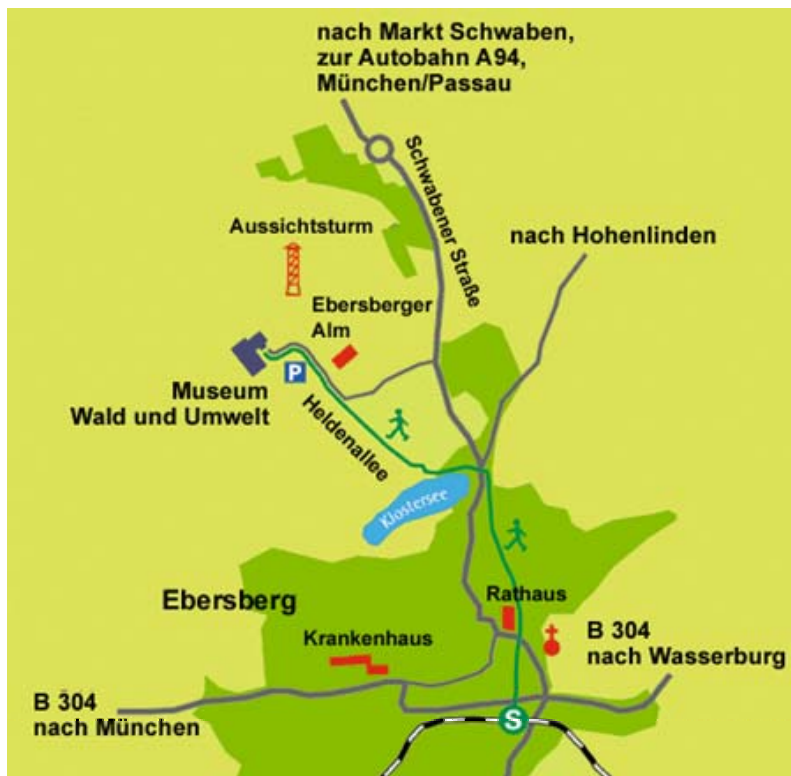 nach Markt Schwaben,
zur Autobahn A94,
München/Passau
Schwabener Straße
Aussichtsturm
nach Hohenlinden
Ebersberger
Alm
P
Museum
Wald und Umwelt
Heldenallee
Klostersee
Ebersberg
Rathaus
Krankenhaus
B 304
nach Wasserburg
B 304
nach München
S